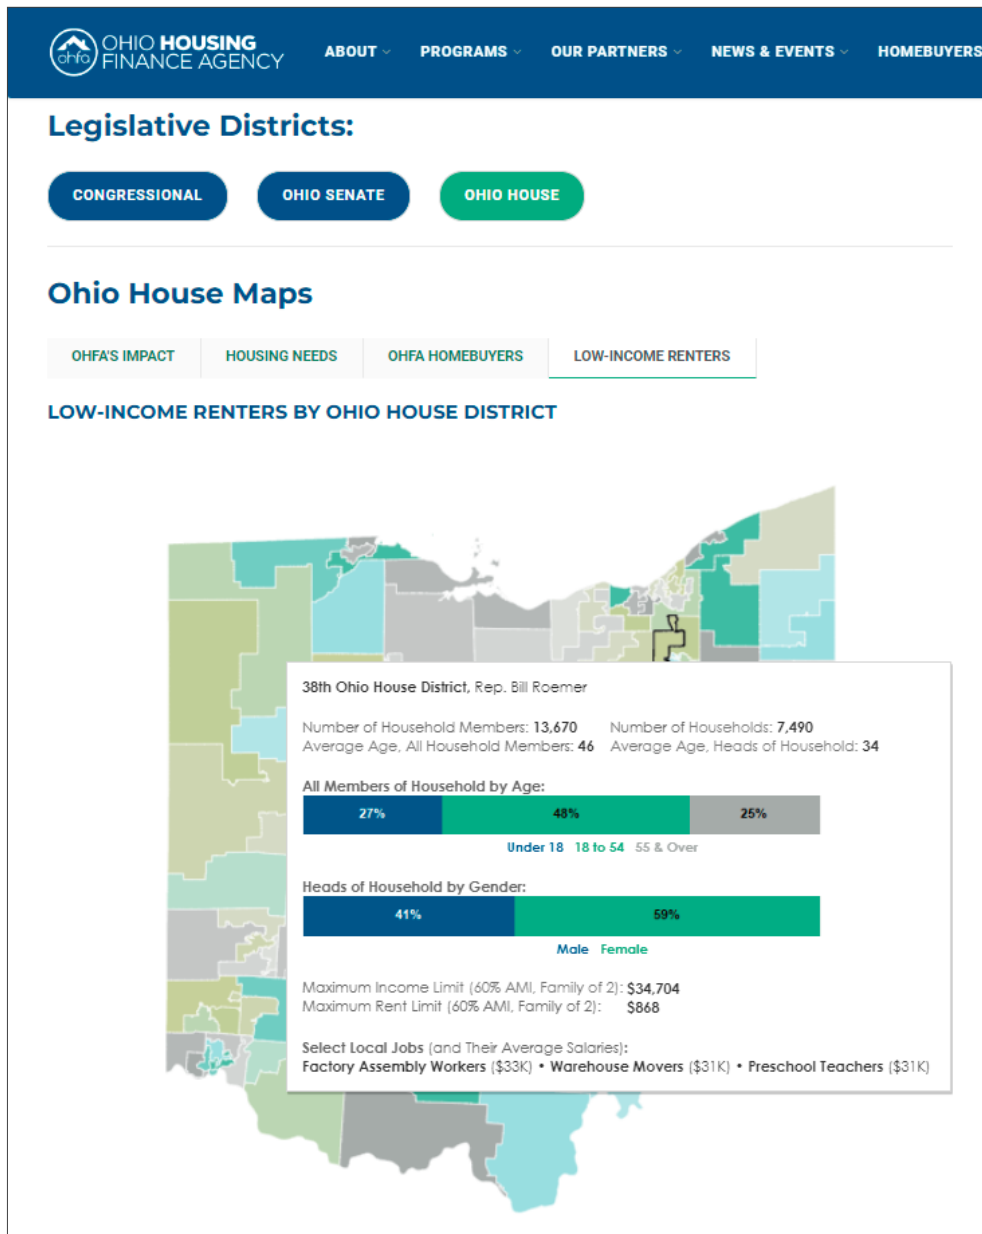 ohfa
OHIO HOUSING
FINANCE AGENCY
ABOUT
PROGRAMS
OUR PARTNERS
NEWS & EVENTS
HOMEBUYERS
Legislative Districts:
CONGRESSIONAL
OHIO SENATE
OHIO HOUSE
Ohio House Maps
OHFA'S IMPACT
HOUSING NEEDS
OHFA HOMEBUYERS
LOW-INCOME RENTERS
LOW-INCOME RENTERS BY OHIO HOUSE DISTRICT
38th Ohio House District, Rep. Bill Roemer
Number of Household Members: 13,670 Number of Households: 7,490
Average Age, All Household Members: 46 Average Age, Heads of Household: 34
All Members of Household by Age:
27% 48% 25%
Under 18 18 to 54 55 & Over
Heads of Household by Gender:
41% 59%
Male Female
Maximum Income Limit (60% AMI, Family of 2): $34,704
Maximum Rent Limit (60% AMI, Family of 2): $868
Select Local Jobs (and Their Average Salaries):
Factory Assembly Workers ($33K) • Warehouse Movers ($31K) • Preschool Teachers ($31K)